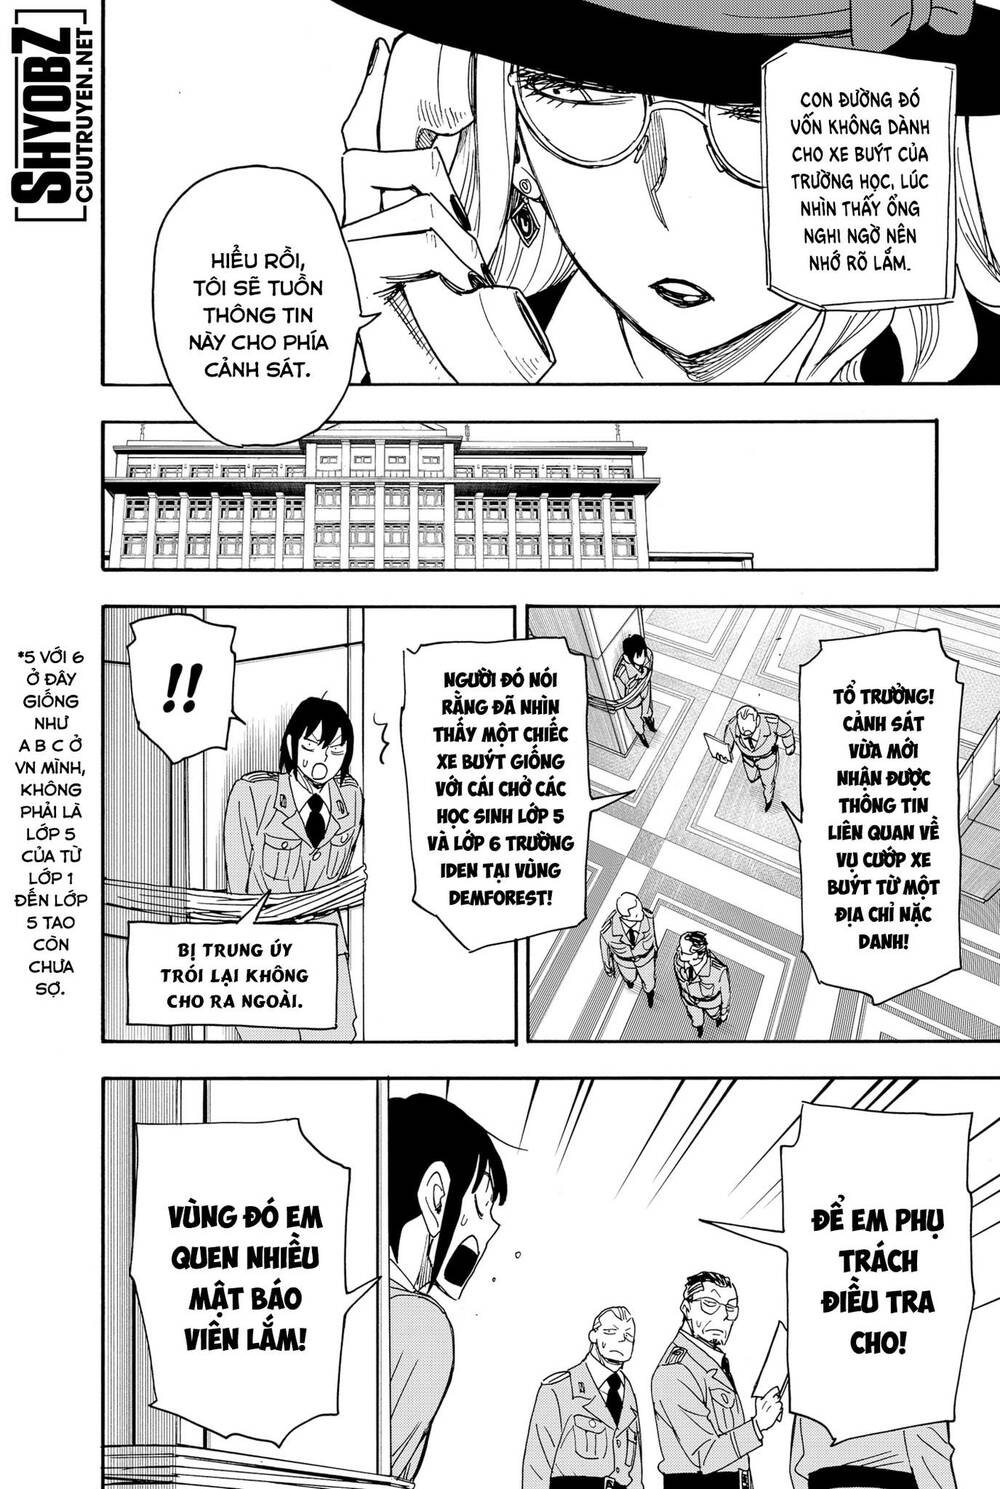 [SHYOBZ]
CUUTRUYEN.NET
CON ĐƯỜNG ĐÓ
VỐN KHÔNG DÀNH
CHO XE BUÝT CỦA
TRƯỜNG HỌC, LÚC
NHÌN THẤY ỔNG
NGHI NGỜ NÊN
NHỚ RÕ LẮM.
HIỂU RỒI,
TÔI SẼ TUỒN
THÔNG TIN
NÀY CHO PHÍA
CẢNH SÁT.
TỔ TRƯỞNG!
CẢNH SÁT
VỪA MỚI
NHẬN ĐƯỢC
THÔNG TIN
LIÊN QUAN VỀ
VỤ CƯỚP XE
BUÝT TỪ MỘT
ĐỊA CHỈ NẶC
DANH!
NGƯỜI ĐÓ NÓI
RẰNG ĐÃ NHÌN
THẤY MỘT CHIẾC
XE BUÝT GIỐNG
VỚI CÁI CHỞ CÁC
HỌC SINH LỚP 5
VÀ LỚP 6 TRƯỜNG
IDEN TẠI VÙNG
DEMFOREST!
!!
BỊ TRUNG ÚY
TRÓI LẠI KHÔNG
CHO RA NGOÀI.
*5 VỚI 6
Ở ĐÂY
GIỐNG
NHƯ
A B C Ở
VN MÌNH,
KHÔNG
PHẢI LÀ
LỚP 5
CỦA TỪ
LỚP 1
ĐẾN LỚP
5 TAO
CÒN
CHƯA
SỢ.
ĐỂ EM PHỤ
TRÁCH
ĐIỀU TRA
CHO!
VÙNG ĐÓ EM
QUEN NHIỀU
MẬT BÁO
VIÊN LẮM!